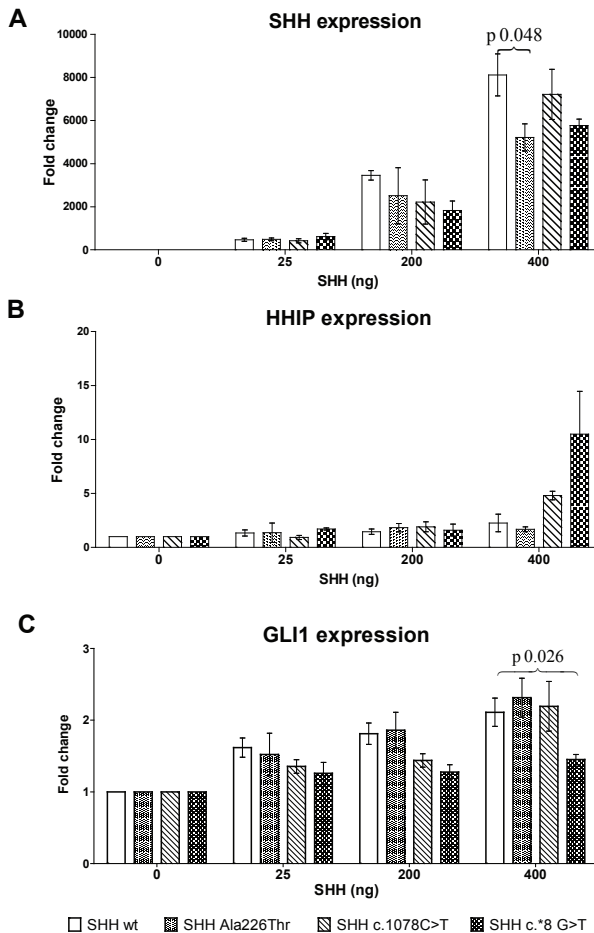 A
SHH expression
p 0.048
10000
8000
6000
4000
2000
0
Fold change
0 25 200 400
SHH (ng)
B
HHIP expression
20
15
10
5
0
Fold change
0 25 200 400
SHH (ng)
C
GLI1 expression
p 0.026
3
2
1
0
Fold change
0 25 200 400
SHH (ng)
SHH wt SHH Ala226Thr SHH c.1078C>T SHH c.*8 G>T